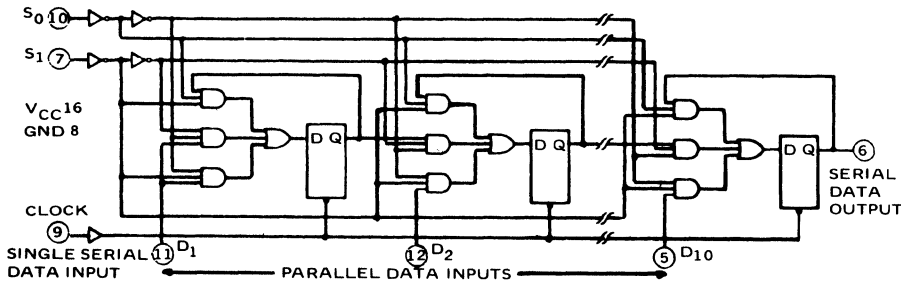 S0 10
S1 7
VCC 16
GND 8
D Q
D Q
D Q
6
SERIAL
DATA
OUTPUT
CLOCK
9
SINGLE SERIAL
DATA INPUT
11 D1
12 D2
5 D10
PARALLEL DATA INPUTS